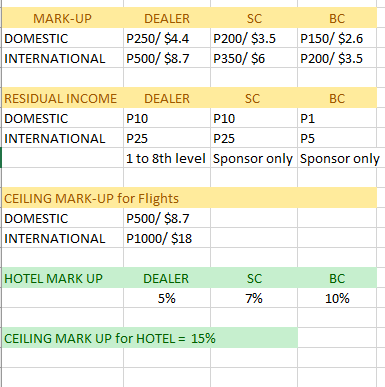 MARK-UP DEALER SC BC
DOMESTIC P250/ $4.4 P200/ $3.5 P150/ $2.6
INTERNATIONAL P500/ $8.7 P350/ $6 P200/ $3.5
RESIDUAL INCOME DEALER SC BC
DOMESTIC P10 P10 P1
INTERNATIONAL P25 P25 P5
1 to 8th level Sponsor only Sponsor only
CEILING MARK-UP for Flights
DOMESTIC P500/ $8.7
INTERNATIONAL P1000/ $18
HOTEL MARK UP DEALER SC BC
5% 7% 10%
CEILING MARK UP for HOTEL = 15%